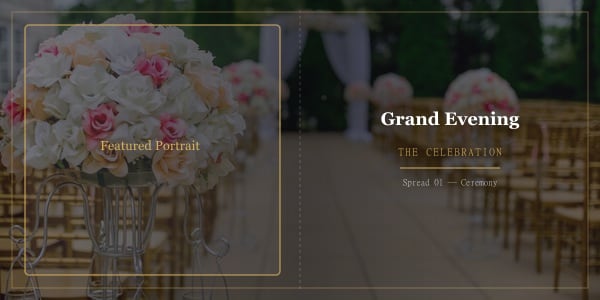 Featured Portrait
Grand Evening
THE CELEBRATION
Spread 01 — Ceremony